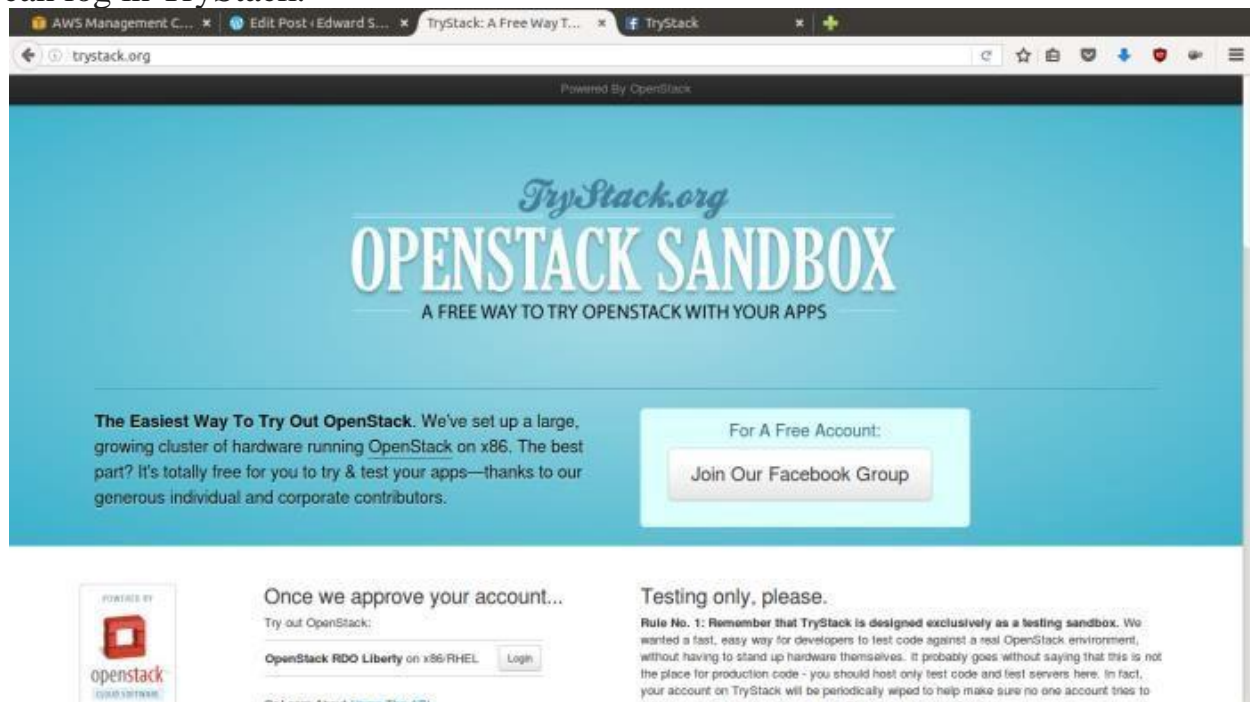 can log in TryStack.
AWS Management C... × Edit Post ‹ Edward S... × TryStack: A Free Way T... × TryStack ×
trystack.org
Powered By OpenStack
TryStack.org
OPENSTACK SANDBOX
A FREE WAY TO TRY OPENSTACK WITH YOUR APPS
The Easiest Way To Try Out OpenStack. We've set up a large,
growing cluster of hardware running OpenStack on x86. The best
part? It's totally free for you to try & test your apps—thanks to our
generous individual and corporate contributors.
For A Free Account:
Join Our Facebook Group
POWERED BY
openstack
CLOUD SOFTWARE
Once we approve your account...
Try out OpenStack:
OpenStack RDO Liberty on x86/RHEL Login
Testing only, please.
Rule No. 1: Remember that TryStack is designed exclusively as a testing sandbox. We
wanted a fast, easy way for developers to test code against a real OpenStack environment,
without having to stand up hardware themselves. It probably goes without saying that this is not
the place for production code - you should host only test code and test servers here. In fact,
your account on TryStack will be periodically wiped to help make sure no one account tries to